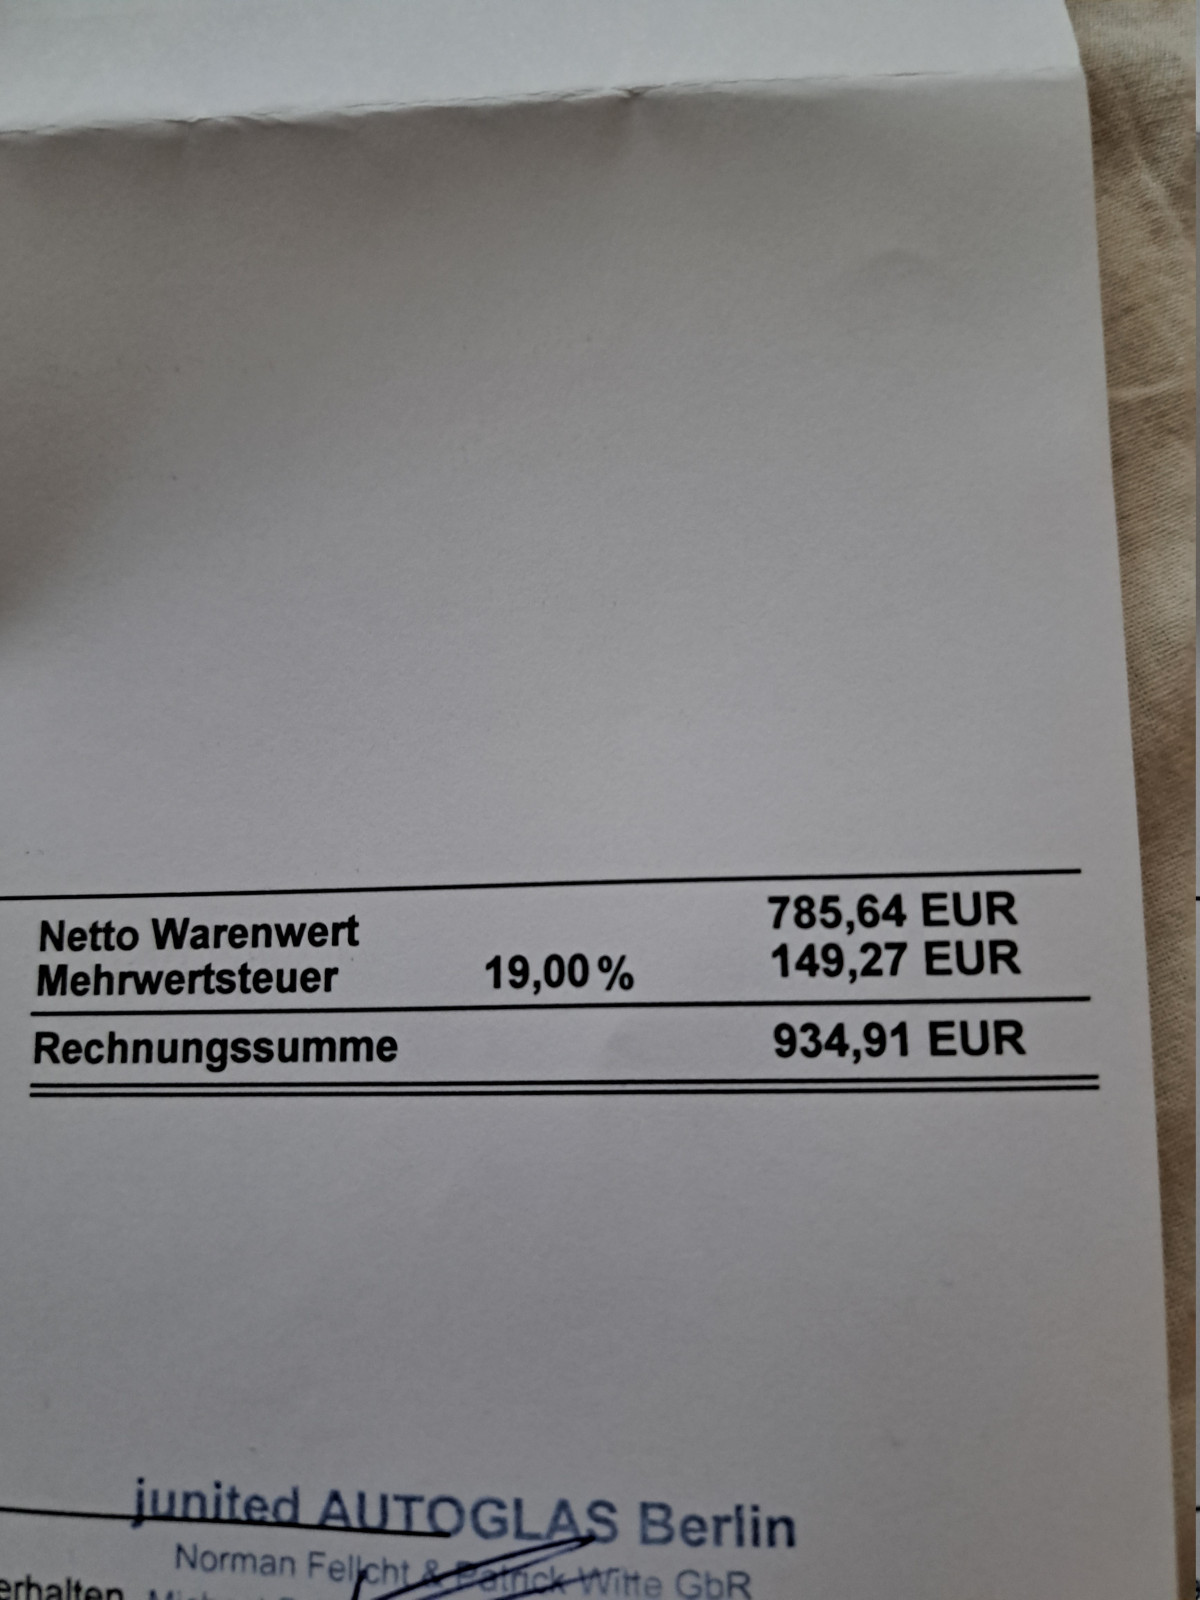 Netto Warenwert 785,64 EUR
Mehrwertsteuer 19,00 % 149,27 EUR
Rechnungssumme 934,91 EUR
junited AUTOGLAS Berlin
Norman Fellcht & Patrick Witte GbR
erhalten